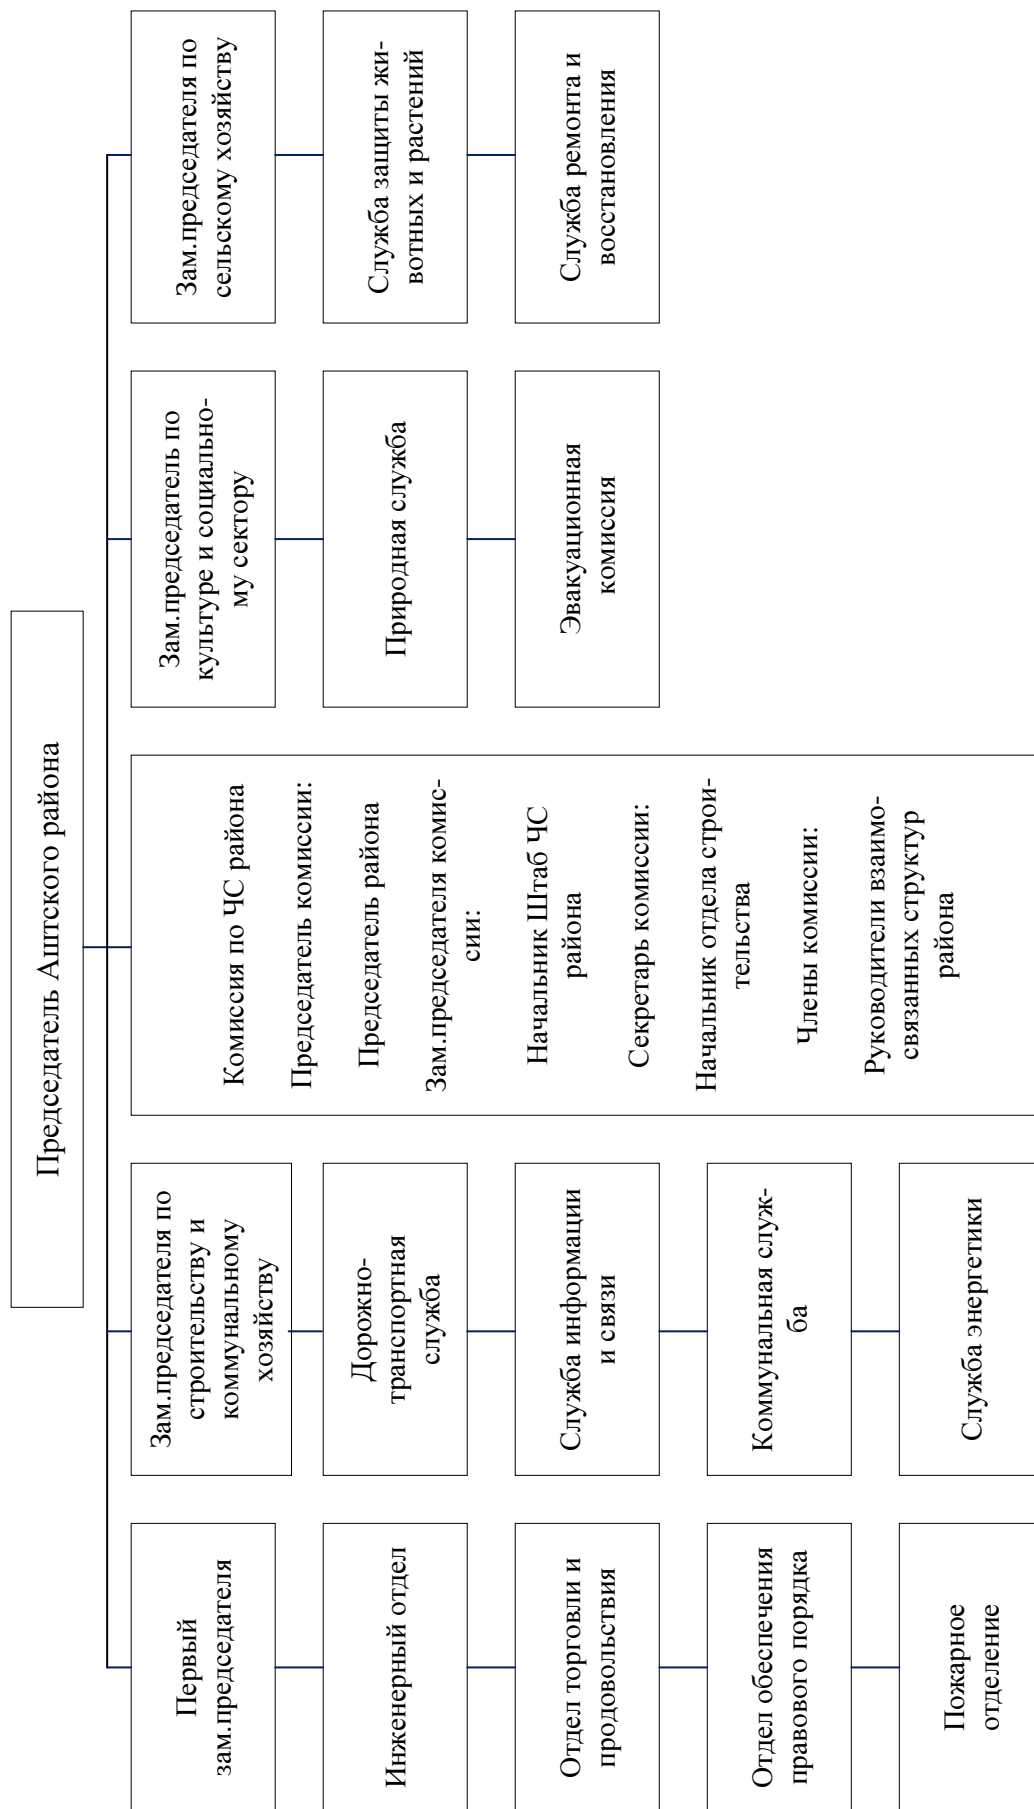 Председатель Аштского района
Первый
зам.председателя
Инженерный отдел
Отдел торговли и
продовольствия
Отдел обеспечения
правового порядка
Пожарное
отделение
Зам.председателя по
строительству и
коммунальному
хозяйству
Дорожно-
транспортная
служба
Служба информации
и связи
Коммунальная служ-
ба
Служба энергетики
Комиссия по ЧС района
Председатель комиссии:
Председатель района
Зам.председателя комис-
сии:
Начальник Штаб ЧС
района
Секретарь комиссии:
Начальник отдела строи-
тельства
Члены комиссии:
Руководители взаимо-
связанных структур
района
Зам.председатель по
культуре и социально-
му сектору
Природная служба
Эвакуационная
комиссия
Зам.председателя по
сельскому хозяйству
Служба защиты жи-
вотных и растений
Служба ремонта и
восстановления